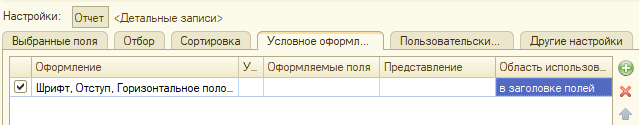 Настройки: Отчет <Детальные записи>
Выбранные поля Отбор Сортировка Условное оформл... Пользовательски... Другие настройки
Оформление У... Оформляемые поля Представление Область использов...
Шрифт, Отступ, Горизонтальное поло... в заголовке полей